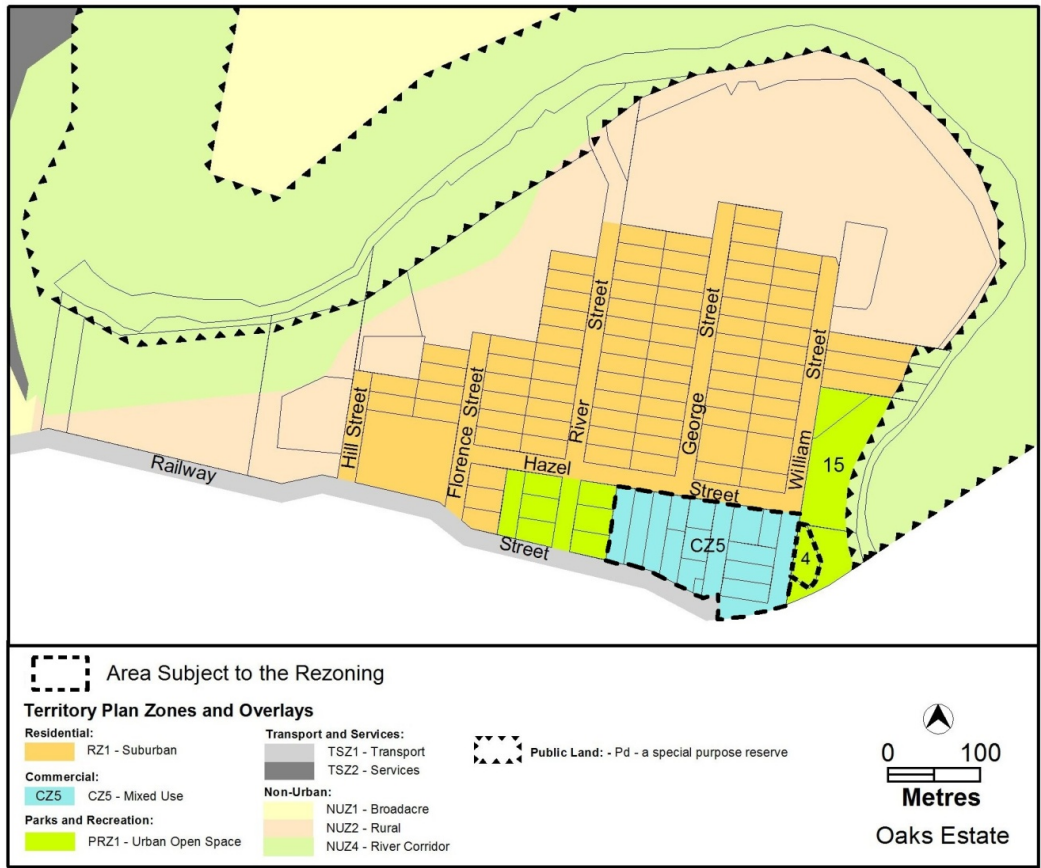 Hill Street
Florence Street
River Street
George Street
William Street
Hazel Street
Railway Street
15
CZ5
4
Area Subject to the Rezoning
Territory Plan Zones and Overlays
Residential:
RZ1 - Suburban
Commercial:
CZ5 CZ5 - Mixed Use
Parks and Recreation:
PRZ1 - Urban Open Space
Transport and Services:
TSZ1 - Transport
TSZ2 - Services
Non-Urban:
NUZ1 - Broadacre
NUZ2 - Rural
NUZ4 - River Corridor
Public Land: - Pd - a special purpose reserve
0 100
Metres
Oaks Estate